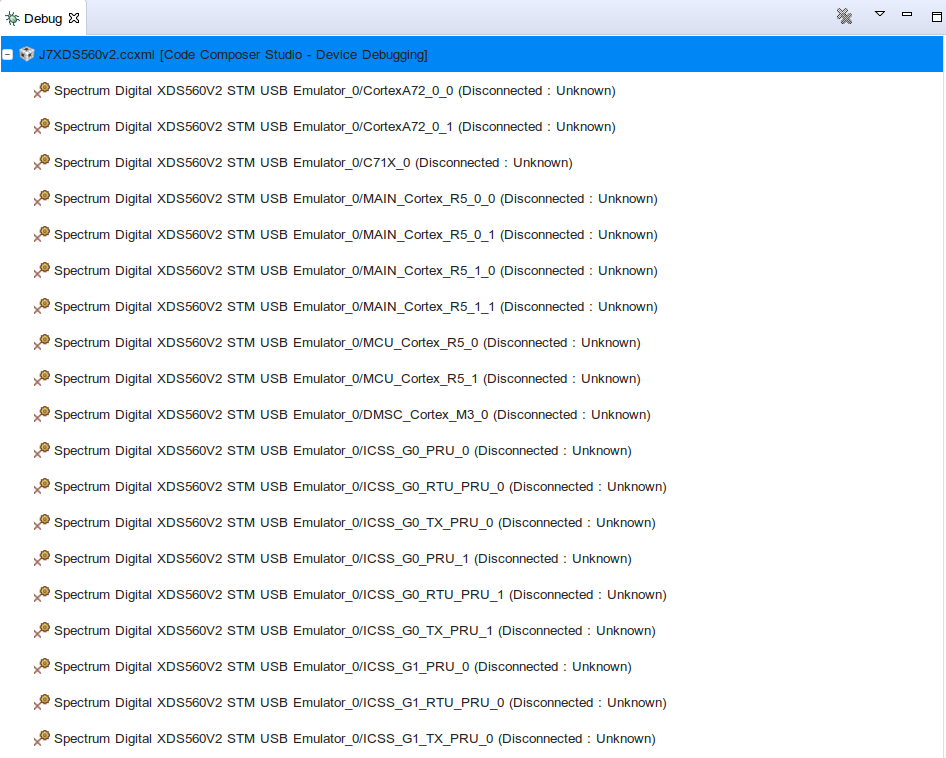 Debug
J7XDS560v2.ccxml [Code Composer Studio - Device Debugging]
Spectrum Digital XDS560V2 STM USB Emulator_0/CortexA72_0_0 (Disconnected : Unknown)
Spectrum Digital XDS560V2 STM USB Emulator_0/CortexA72_0_1 (Disconnected : Unknown)
Spectrum Digital XDS560V2 STM USB Emulator_0/C71X_0 (Disconnected : Unknown)
Spectrum Digital XDS560V2 STM USB Emulator_0/MAIN_Cortex_R5_0_0 (Disconnected : Unknown)
Spectrum Digital XDS560V2 STM USB Emulator_0/MAIN_Cortex_R5_0_1 (Disconnected : Unknown)
Spectrum Digital XDS560V2 STM USB Emulator_0/MAIN_Cortex_R5_1_0 (Disconnected : Unknown)
Spectrum Digital XDS560V2 STM USB Emulator_0/MAIN_Cortex_R5_1_1 (Disconnected : Unknown)
Spectrum Digital XDS560V2 STM USB Emulator_0/MCU_Cortex_R5_0 (Disconnected : Unknown)
Spectrum Digital XDS560V2 STM USB Emulator_0/MCU_Cortex_R5_1 (Disconnected : Unknown)
Spectrum Digital XDS560V2 STM USB Emulator_0/DMSC_Cortex_M3_0 (Disconnected : Unknown)
Spectrum Digital XDS560V2 STM USB Emulator_0/ICSS_G0_PRU_0 (Disconnected : Unknown)
Spectrum Digital XDS560V2 STM USB Emulator_0/ICSS_G0_RTU_PRU_0 (Disconnected : Unknown)
Spectrum Digital XDS560V2 STM USB Emulator_0/ICSS_G0_TX_PRU_0 (Disconnected : Unknown)
Spectrum Digital XDS560V2 STM USB Emulator_0/ICSS_G0_PRU_1 (Disconnected : Unknown)
Spectrum Digital XDS560V2 STM USB Emulator_0/ICSS_G0_RTU_PRU_1 (Disconnected : Unknown)
Spectrum Digital XDS560V2 STM USB Emulator_0/ICSS_G0_TX_PRU_1 (Disconnected : Unknown)
Spectrum Digital XDS560V2 STM USB Emulator_0/ICSS_G1_PRU_0 (Disconnected : Unknown)
Spectrum Digital XDS560V2 STM USB Emulator_0/ICSS_G1_RTU_PRU_0 (Disconnected : Unknown)
Spectrum Digital XDS560V2 STM USB Emulator_0/ICSS_G1_TX_PRU_0 (Disconnected : Unknown)